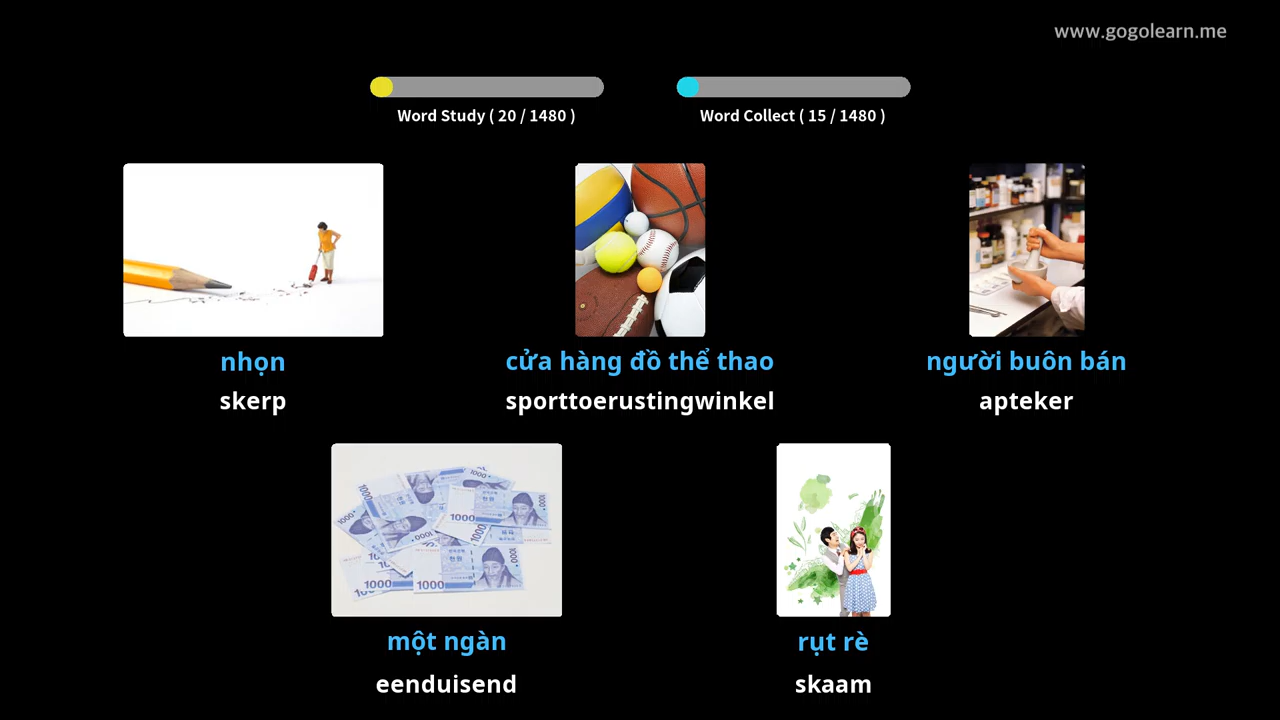 www.gogolearn.me
Word Study ( 20 / 1480 )
Word Collect ( 15 / 1480 )
nhọn
skerp
cửa hàng đồ thể thao
sporttoerustingwinkel
người buôn bán
apteker
một ngàn
eenduisend
rụt rè
skaam